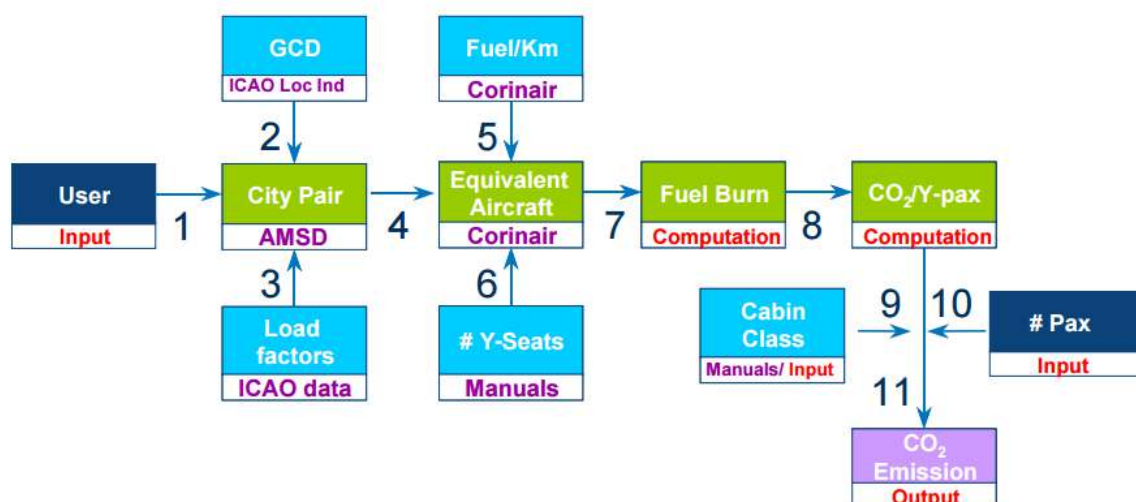 GCD
ICAO Loc Ind
Fuel/Km
Corinair
2
5
User
Input
1
City Pair
AMSD
4
Equivalent
Aircraft
Corinair
7
Fuel Burn
Computation
8
CO₂/Y-pax
Computation
3
Load
factors
ICAO data
6
# Y-Seats
Manuals
Cabin
Class
Manuals/ Input
9
10
# Pax
Input
11
CO₂
Emission
Output